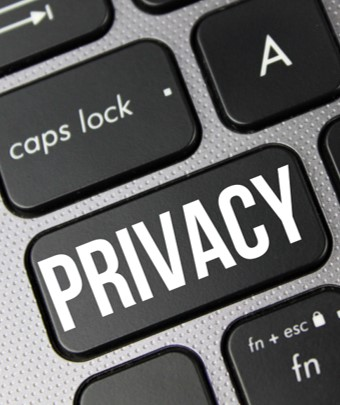 caps lock
A
PRIVACY
fn + esc
fn